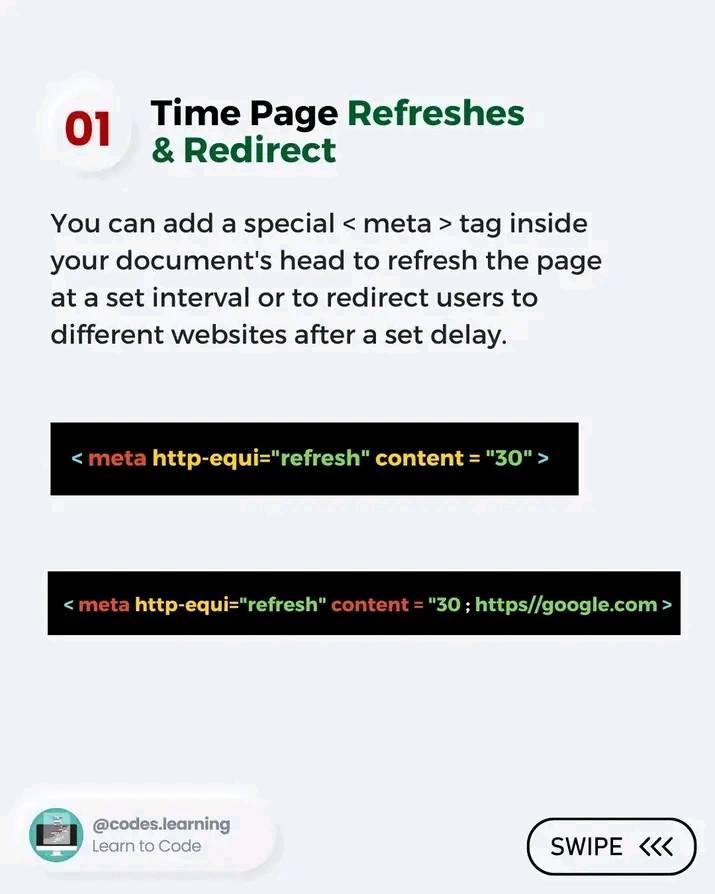 01
Time Page Refreshes
& Redirect
You can add a special < meta > tag inside
your document's head to refresh the page
at a set interval or to redirect users to
different websites after a set delay.
< meta http-equi="refresh" content = "30" >
< meta http-equi="refresh" content = "30 ; https//google.com >
@codes.learning
Learn to Code
SWIPE <<<